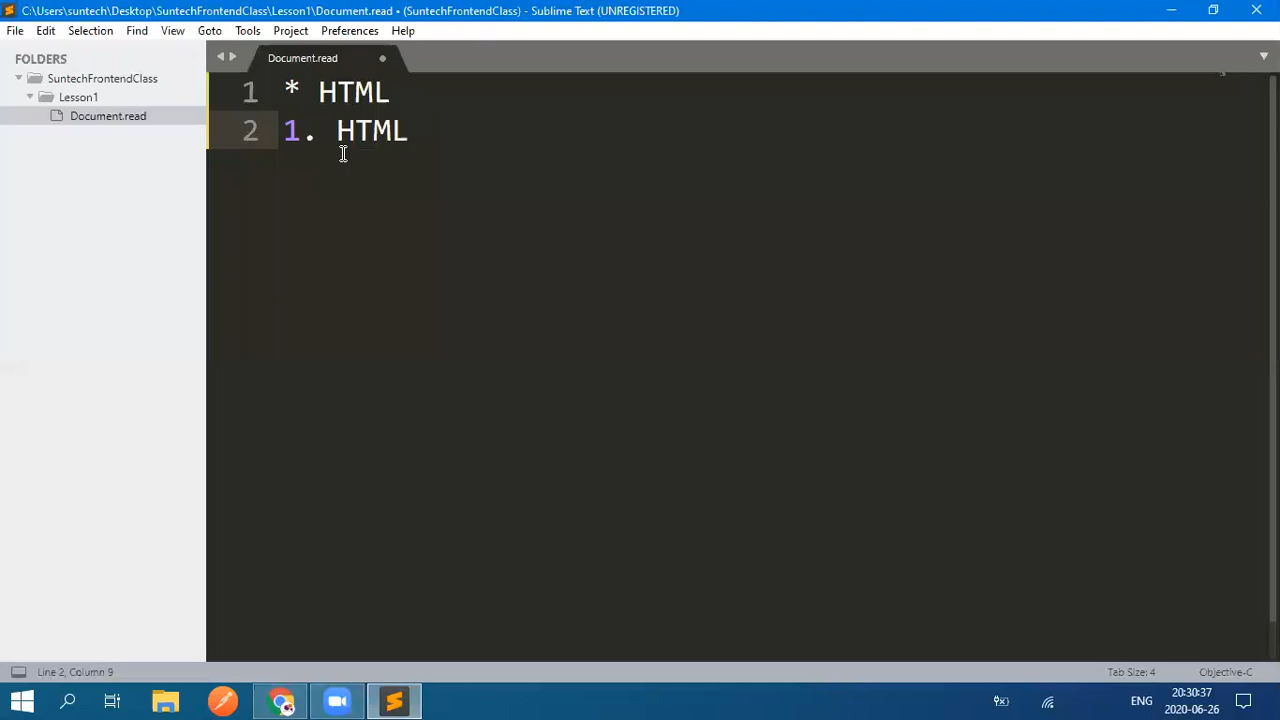 C:\Users\suntech\Desktop\SuntechFrontendClass\Lesson1\Document.read • (SuntechFrontendClass) - Sublime Text (UNREGISTERED)
File Edit Selection Find View Goto Tools Project Preferences Help
FOLDERS
SuntechFrontendClass
Lesson1
Document.read
Document.read
1 * HTML
2 1. HTML
Line 2, Column 9
Tab Size: 4
Objective-C
ENG
20:30:37
2020-06-26